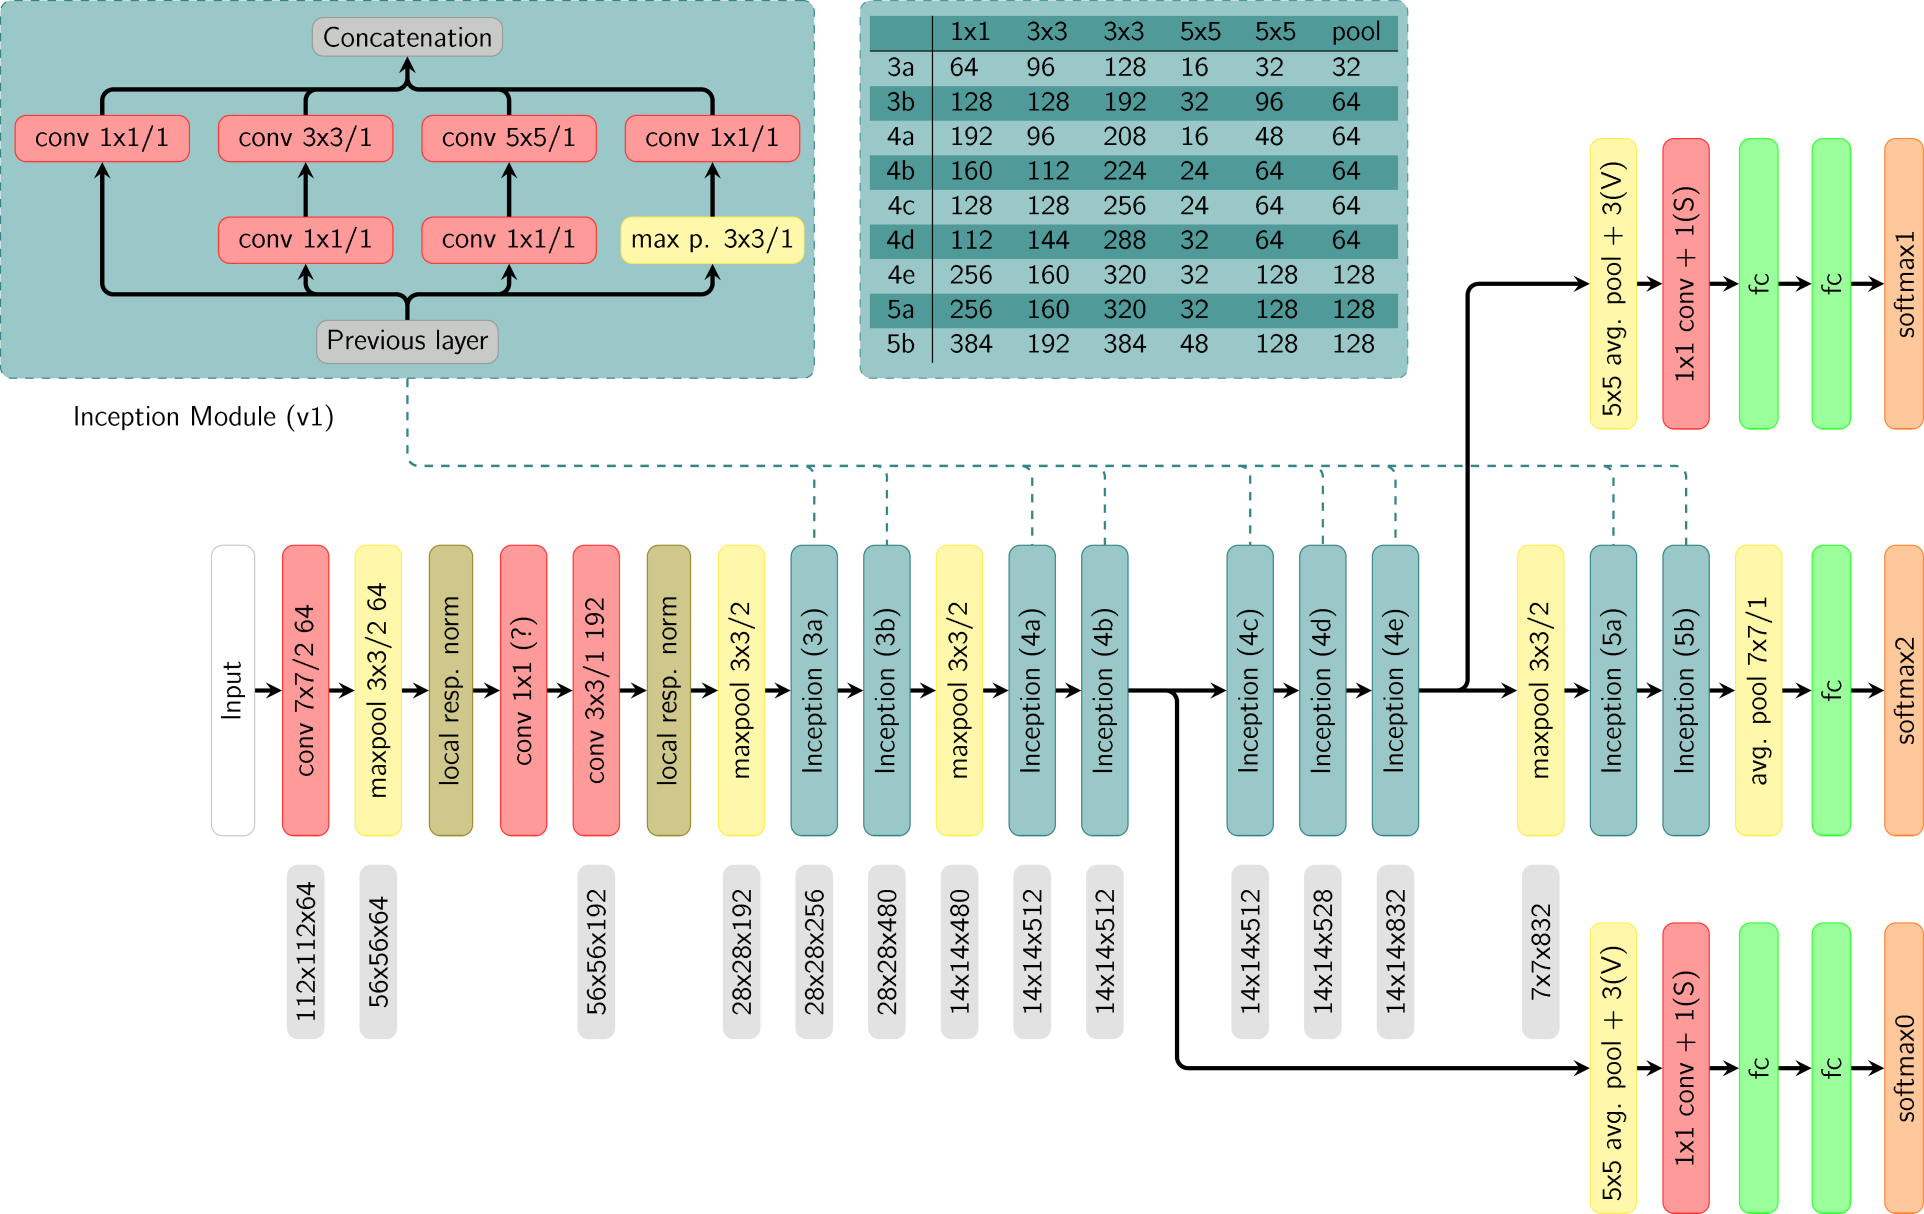 Concatenation
conv 1x1/1
conv 3x3/1
conv 5x5/1
conv 1x1/1
conv 1x1/1
conv 1x1/1
max p. 3x3/1
Previous layer
Inception Module (v1)
1x1 3x3 3x3 5x5 5x5 pool
3a 64 96 128 16 32 32
3b 128 128 192 32 96 64
4a 192 96 208 16 48 64
4b 160 112 224 24 64 64
4c 128 128 256 24 64 64
4d 112 144 288 32 64 64
4e 256 160 320 32 128 128
5a 256 160 320 32 128 128
5b 384 192 384 48 128 128
5x5 avg. pool + 3(V)
1x1 conv + 1(S)
fc
fc
softmax1
Input
conv 7x7/2 64
maxpool 3x3/2 64
local resp. norm
conv 1x1 (?)
conv 3x3/1 192
local resp. norm
maxpool 3x3/2
Inception (3a)
Inception (3b)
maxpool 3x3/2
Inception (4a)
Inception (4b)
Inception (4c)
Inception (4d)
Inception (4e)
maxpool 3x3/2
Inception (5a)
Inception (5b)
avg. pool 7x7/1
fc
softmax2
112x112x64
56x56x64
56x56x192
28x28x192
28x28x256
28x28x480
14x14x480
14x14x512
14x14x512
14x14x512
14x14x528
14x14x832
7x7x832
5x5 avg. pool + 3(V)
1x1 conv + 1(S)
fc
fc
softmax0